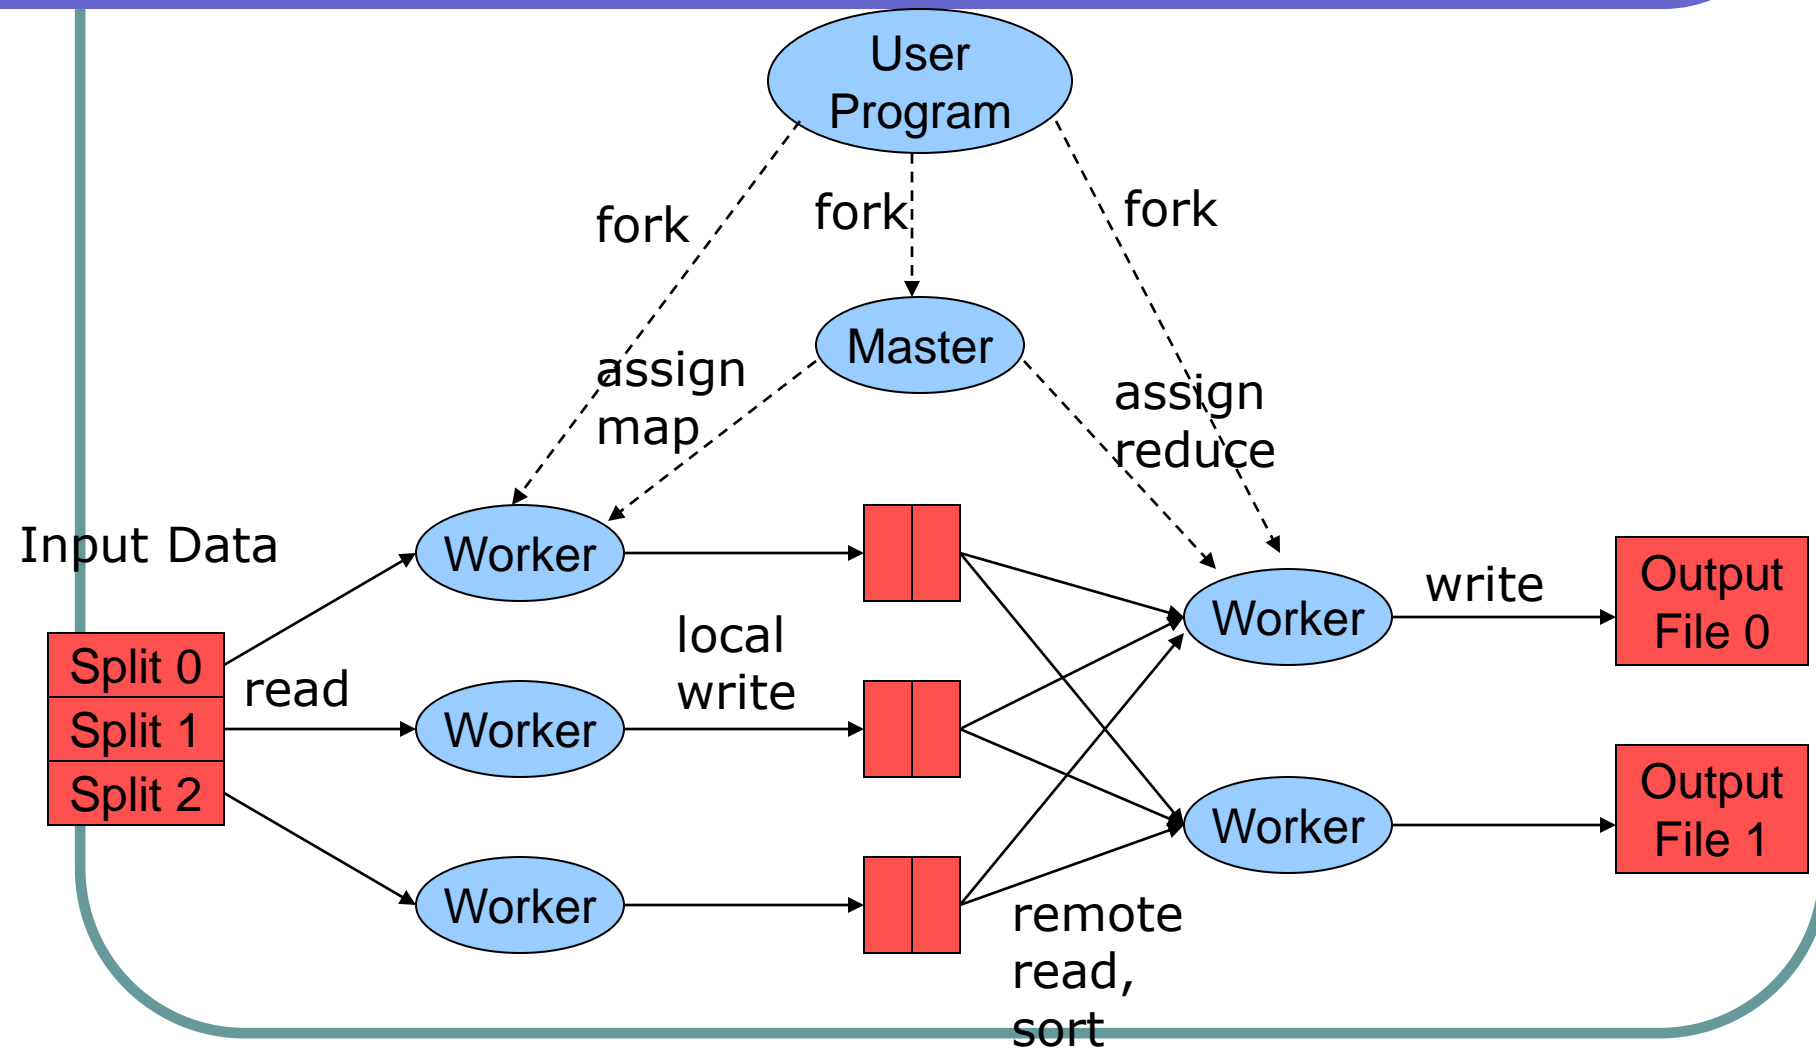 User
Program
fork
fork
fork
Master
assign
map
assign
reduce
Input Data
Worker
Split 0
Split 1
Split 2
read
Worker
local
write
Worker
Worker
write
Output
File 0
Worker
Output
File 1
remote
read,
sort